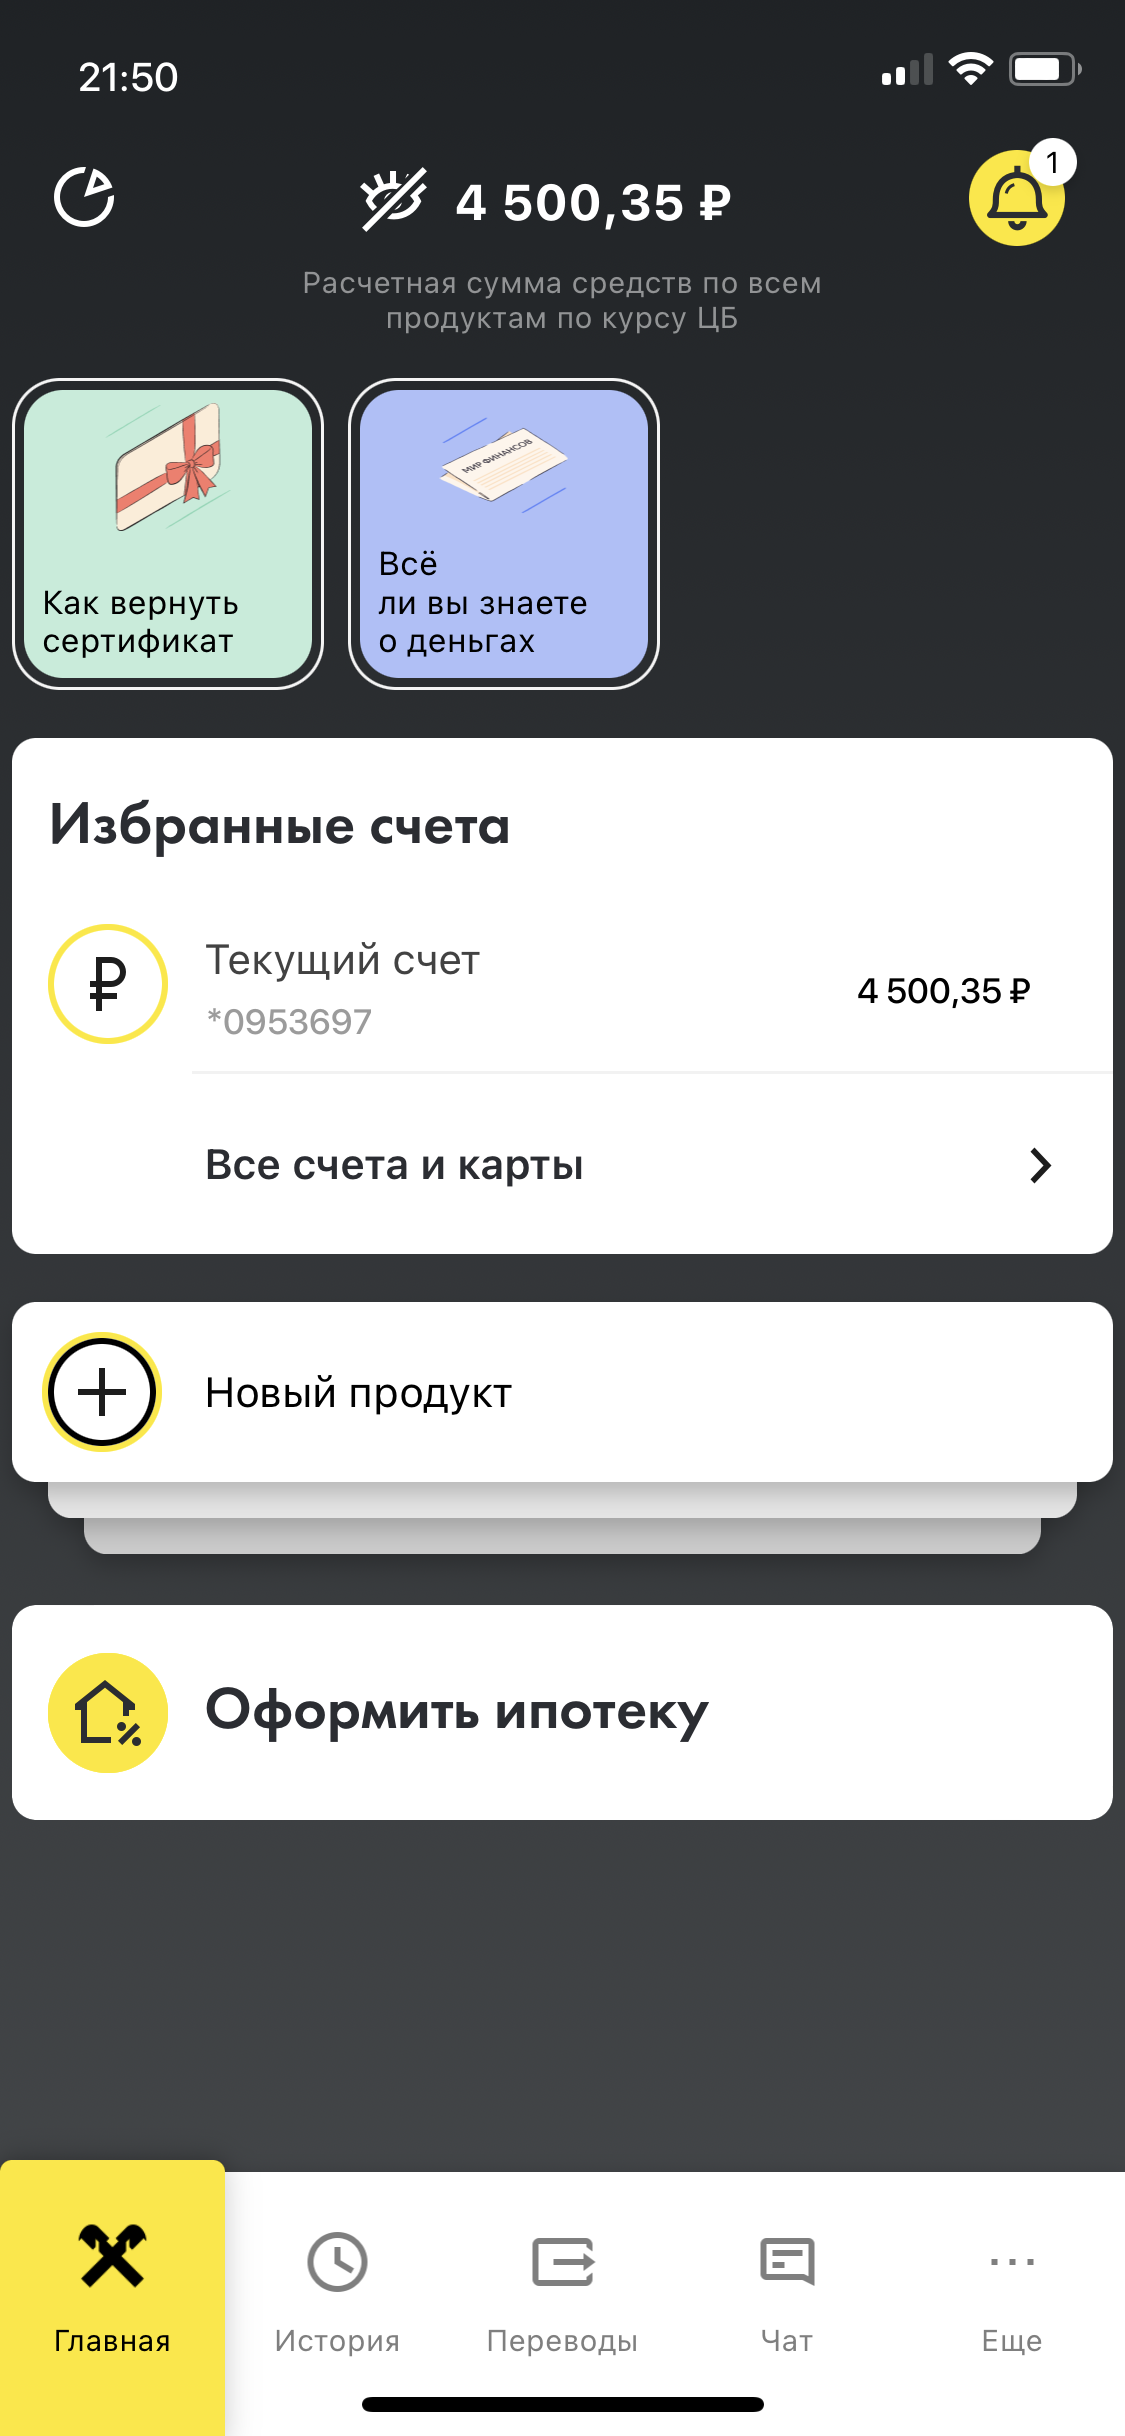 21:50
4 500,35 ₽
1
Расчетная сумма средств по всем
продуктам по курсу ЦБ
МИР ФИНАНСОВ
Как вернуть
сертификат
Всё
ли вы знаете
о деньгах
Избранные счета
Текущий счет
*0953697
4 500,35 ₽
Все счета и карты
Новый продукт
Оформить ипотеку
Главная
История
Переводы
Чат
Еще